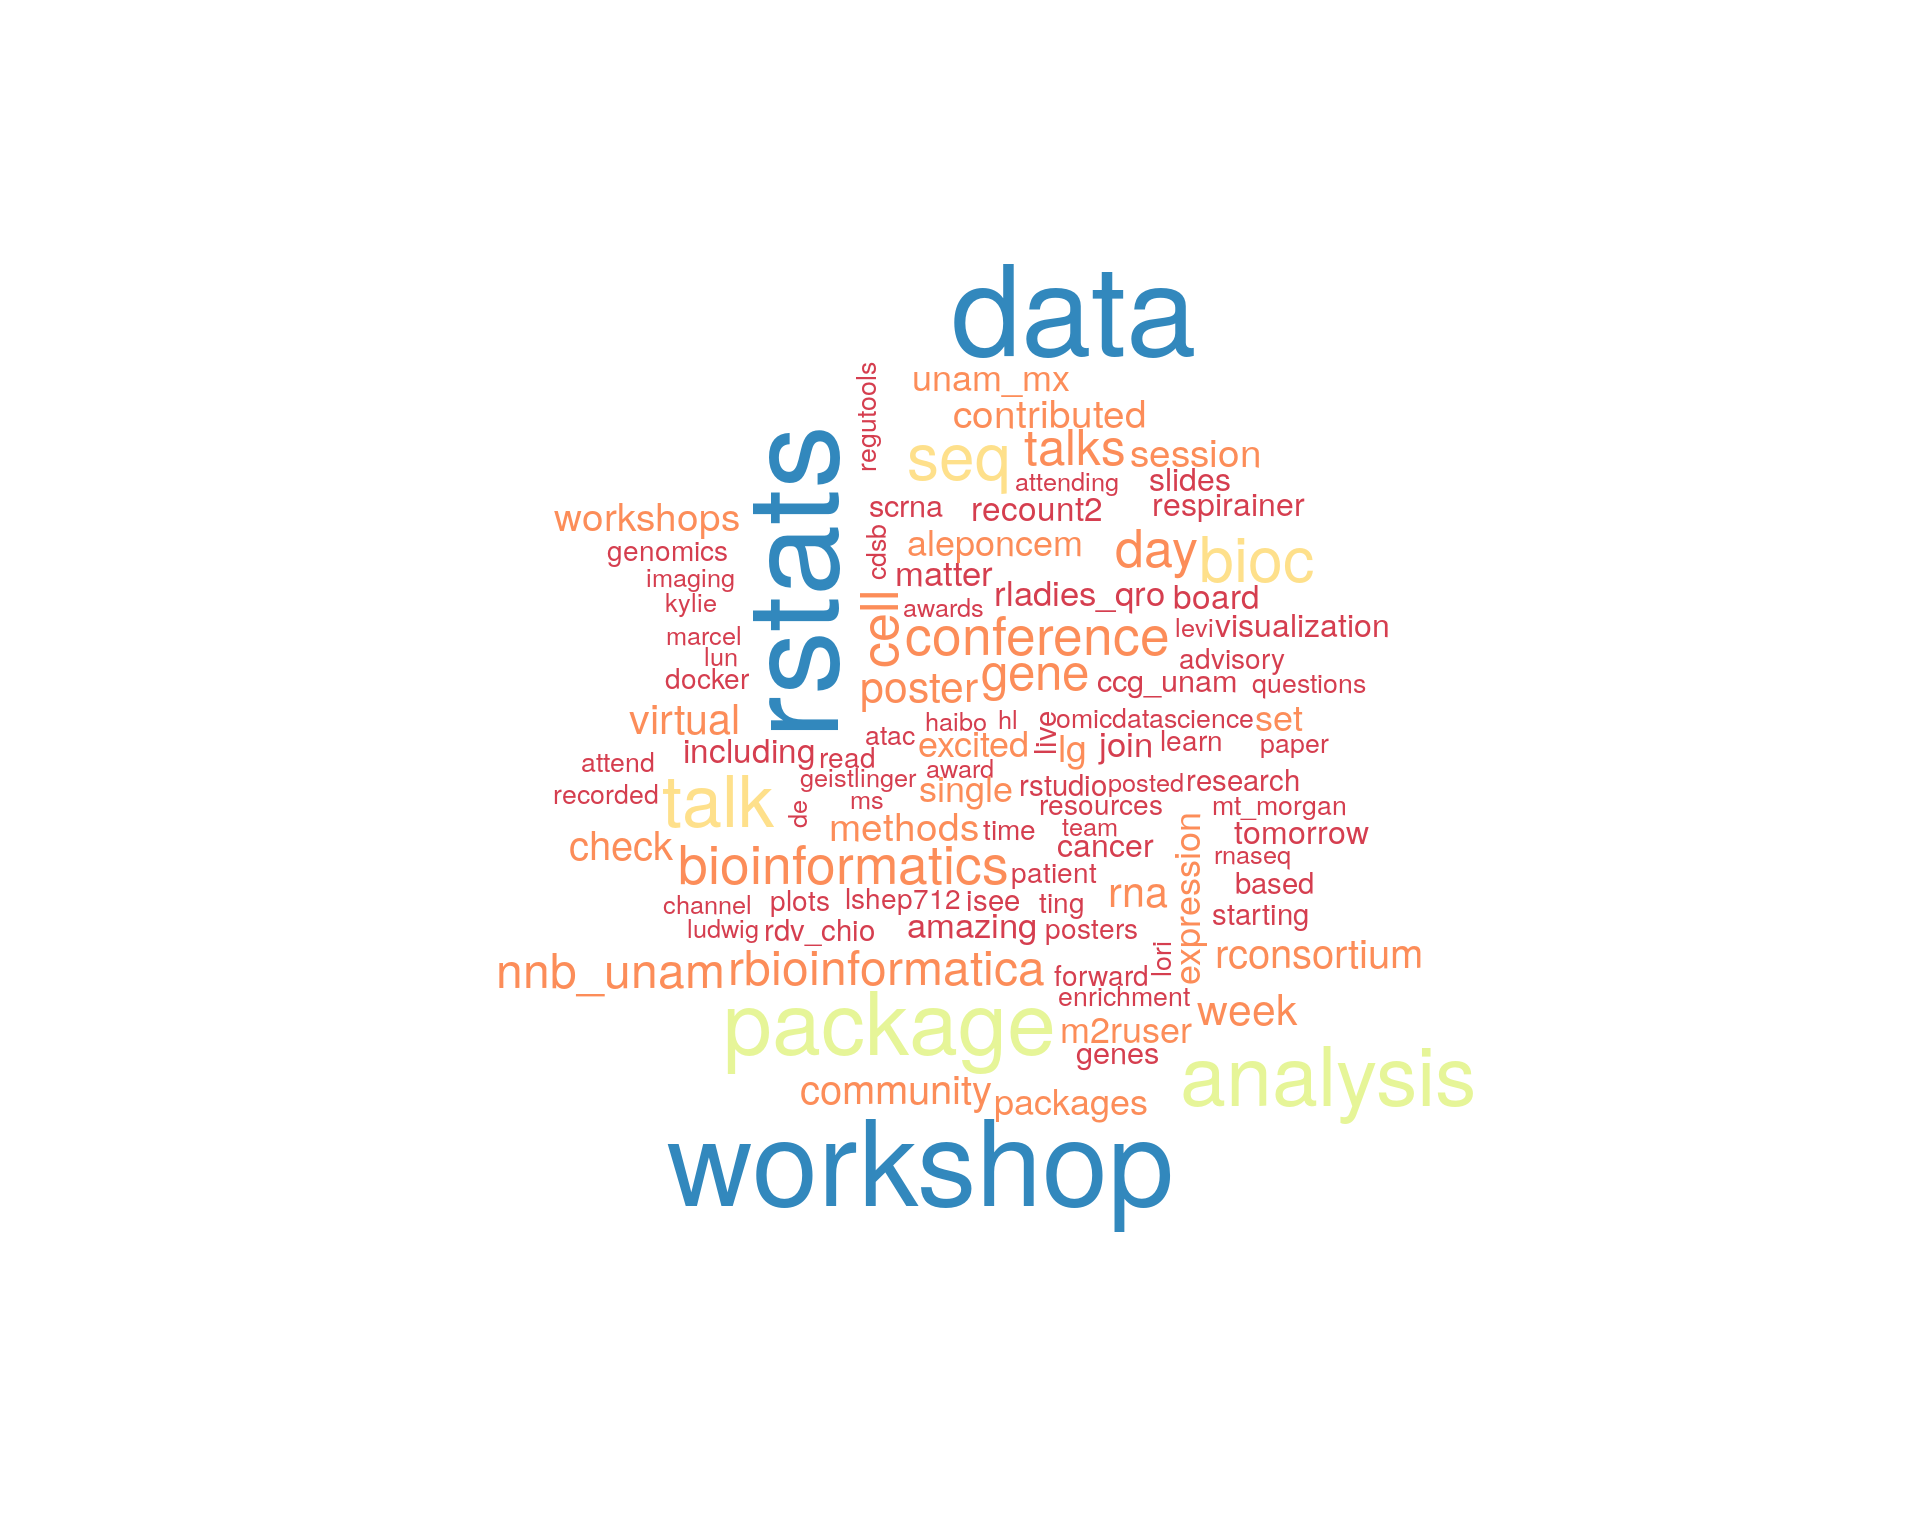 data
regutools
unam_mx
contributed
rstats
seq
talks
session
attending
slides
workshops
scrna
recount2
respirainer
genomics
cdsb
aleponcem
day
bioc
imaging
matter
kylie
cell
awards
rladies_qro
board
marcel
conference
levi
visualization
lun
advisory
docker
poster
gene
ccg_unam
questions
virtual
haibo
hl
live
omicdatascience
set
including
read
atac
excited
lg
join
learn
paper
attend
geistlinger
award
recorded
talk
de
ms
single
rstudio
posted
research
resources
mt_morgan
check
methods
time
team
cancer
expression
tomorrow
rnaseq
bioinformatics
patient
rna
based
channel
plots
lshep712
isee
ting
starting
ludwig
rdv_chio
amazing
posters
lori
rconsortium
nnb_unam
rbioinformatica
forward
enrichment
package
m2ruser
week
genes
analysis
community
packages
workshop